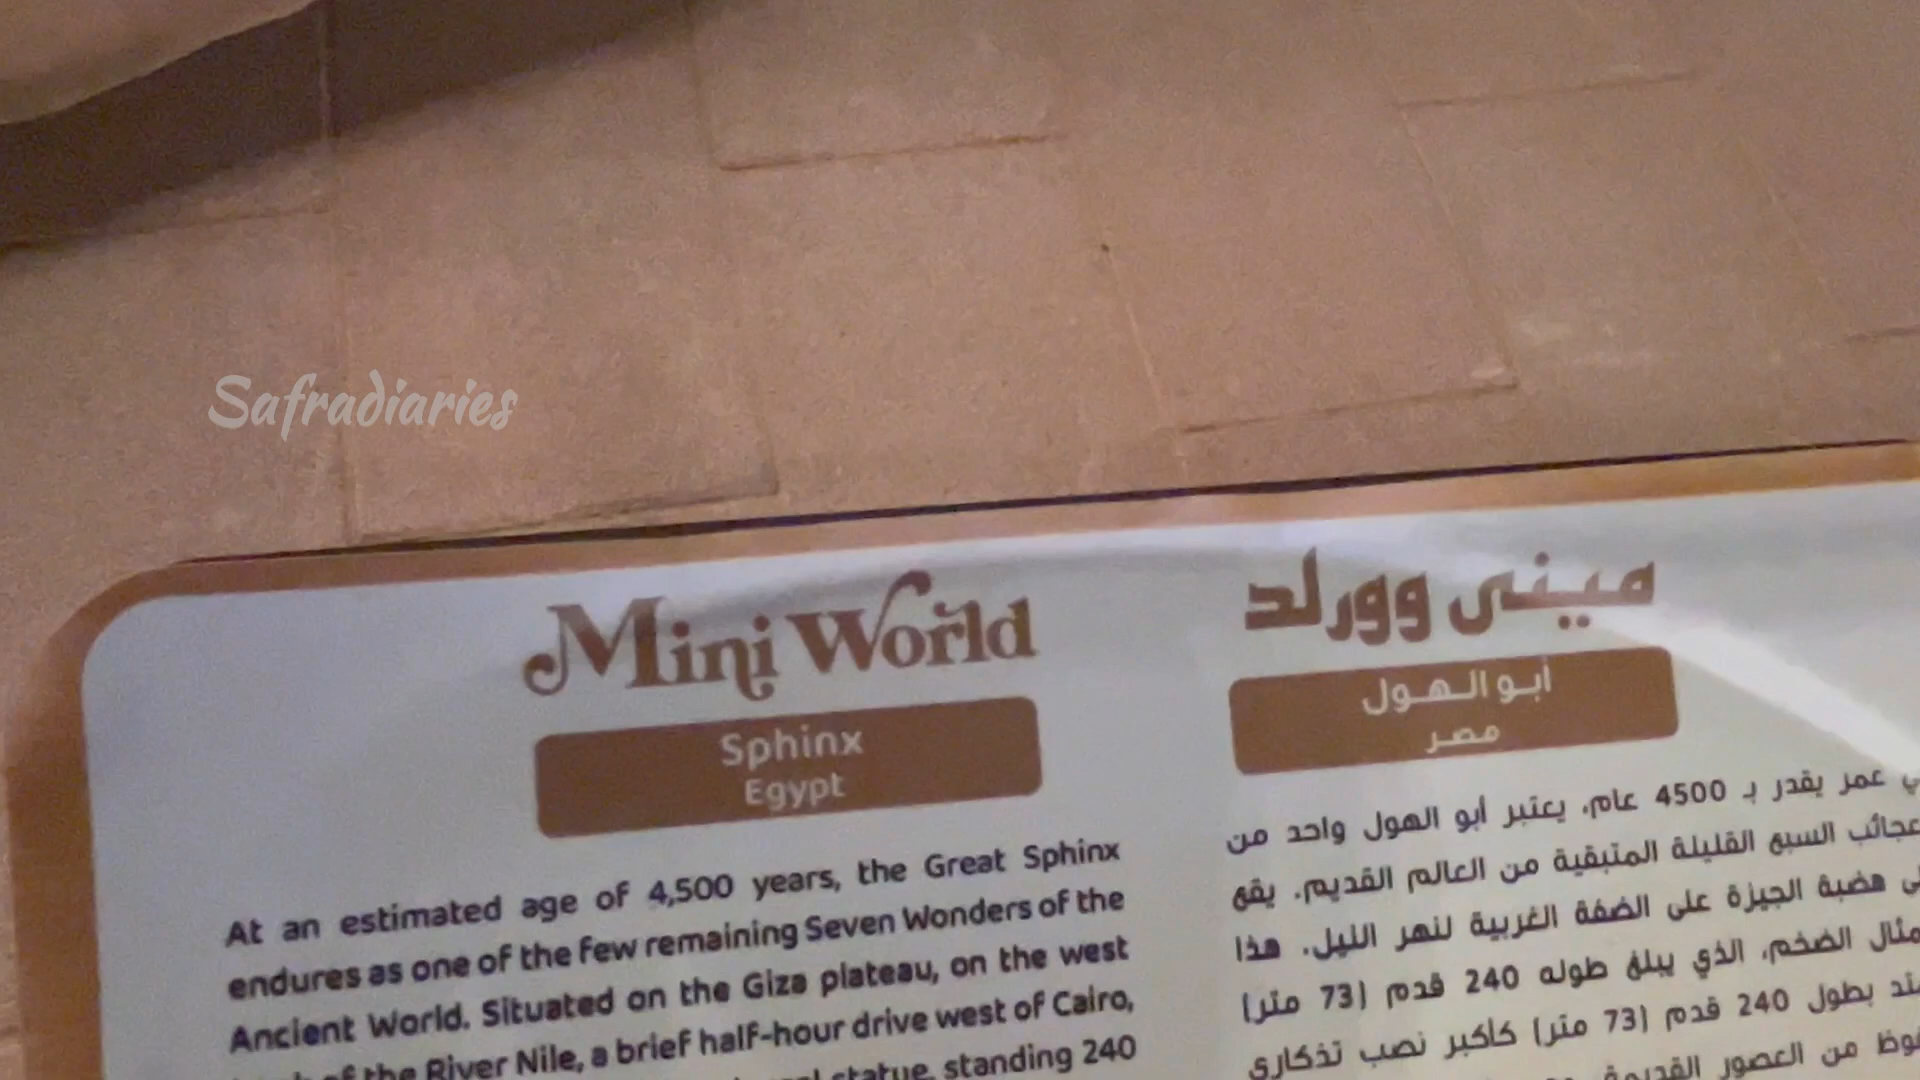 Safradiaries
Mini World
Sphinx
Egypt
At an estimated age of 4,500 years, the Great Sphinx
endures as one of the few remaining Seven Wonders of the
Ancient World. Situated on the Giza plateau, on the west
of the River Nile, a brief half-hour drive west of Cairo,
statue, standing 240
ميني وورلد
أبو الهول
مصر
عمر يقدر بـ 4500 عام، يعتبر أبو الهول واحد من
عجائب السبع القليلة المتبقية من العالم القديم. يقع
هضبة الجيزة على الضفة الغربية لنهر النيل. هذا
الضخم، الذي يبلغ طوله 240 قدم (73 متر)
بطول 240 قدم (73 متر) كأكبر نصب تذكاري
من العصور القديمة